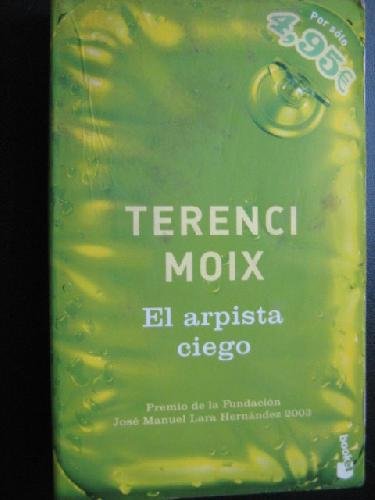 Por sólo
4,95€
TERENCI
MOIX
El arpista
ciego
Premio de la Fundación
José Manuel Lara Hernández 2003
booket